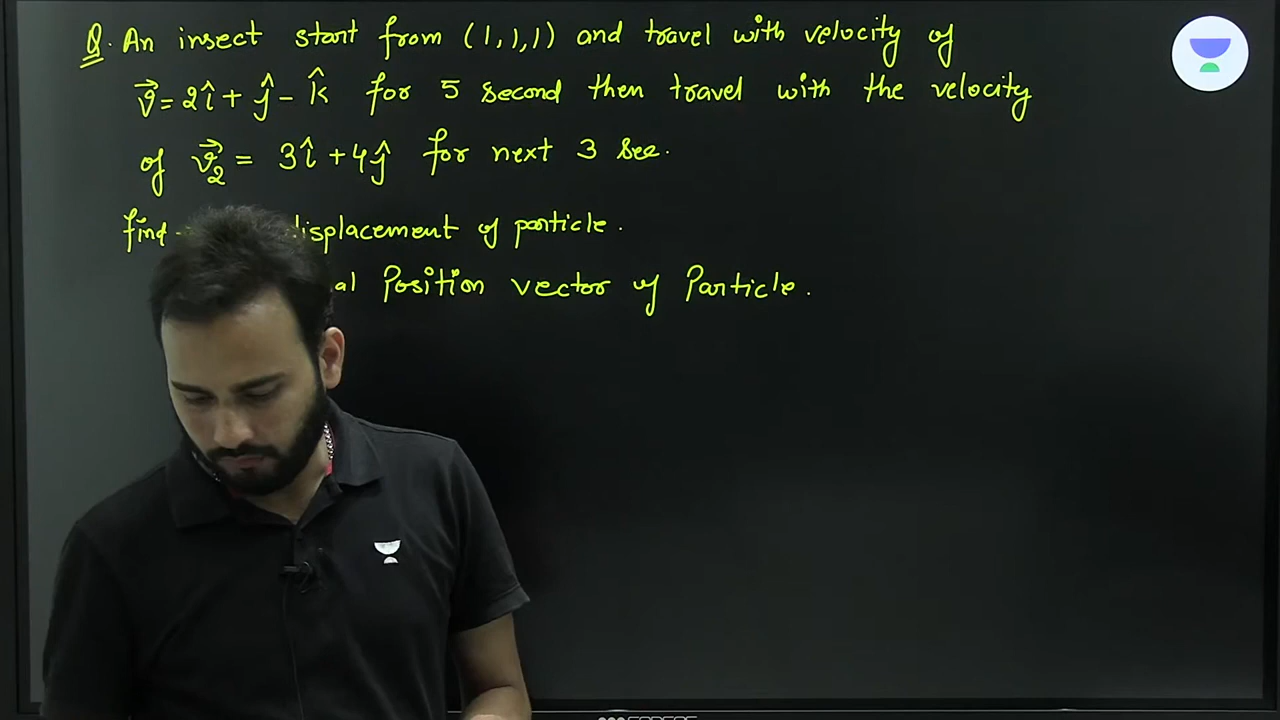 Q. An insect start from (1,1,1) and travel with velocity of
v⃗ = 2î + ĵ - k̂ for 5 second then travel with the velocity
of v⃗₂ = 3î + 4ĵ for next 3 sec.
find displacement of particle.
al Position vector of Particle.